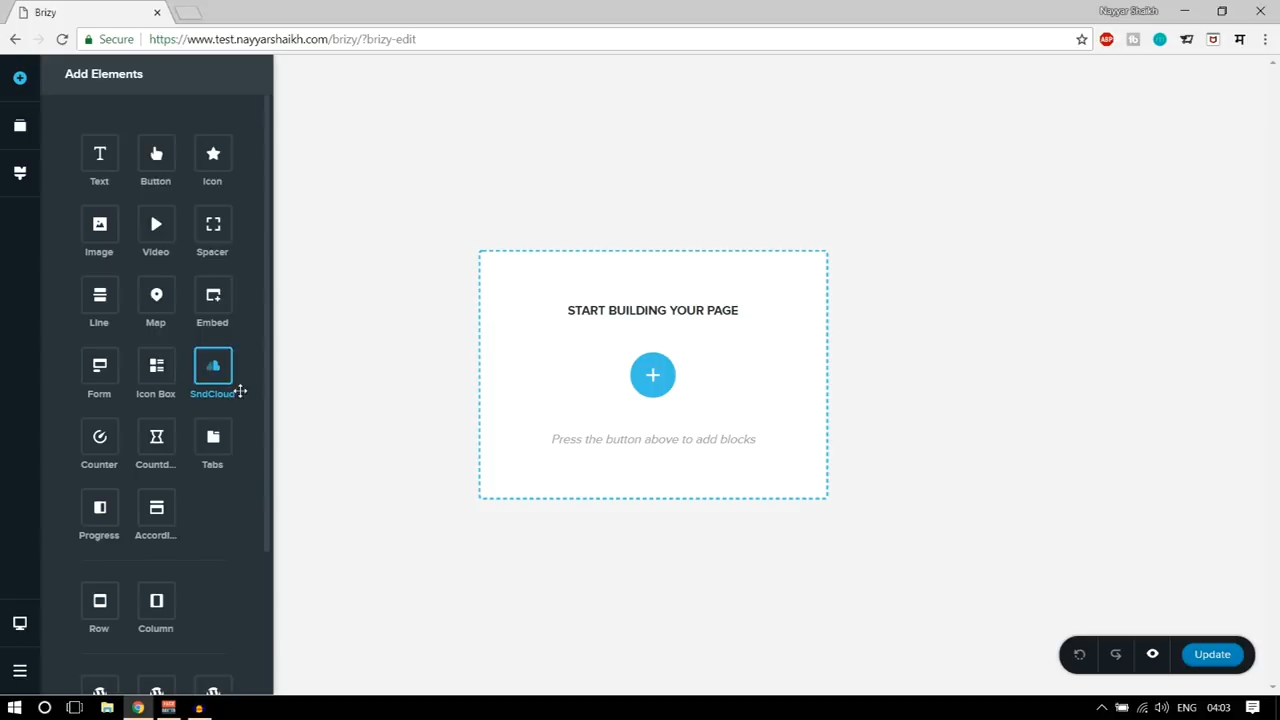 Brizy
Nayyar Shaikh
Secure
https://www.test.nayyarshaikh.com/brizy/?brizy-edit
ABP
Add Elements
Text Button Icon
Image Video Spacer
Line Map Embed
Form Icon Box SndCloud
Counter Countd... Tabs
Progress Accordi...
Row Column
START BUILDING YOUR PAGE
Press the button above to add blocks
Update
ENG 04:03